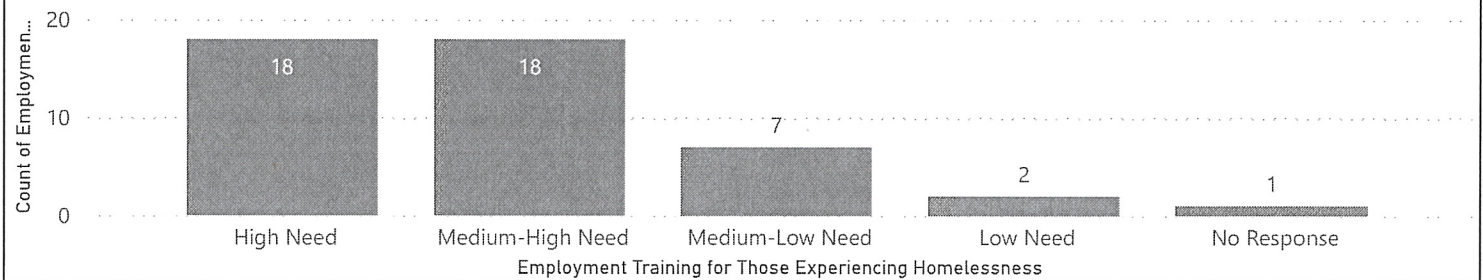 20
18
18
10
7
2
1
0
Count of Employmen...
High Need
Medium-High Need
Medium-Low Need
Low Need
No Response
Employment Training for Those Experiencing Homelessness